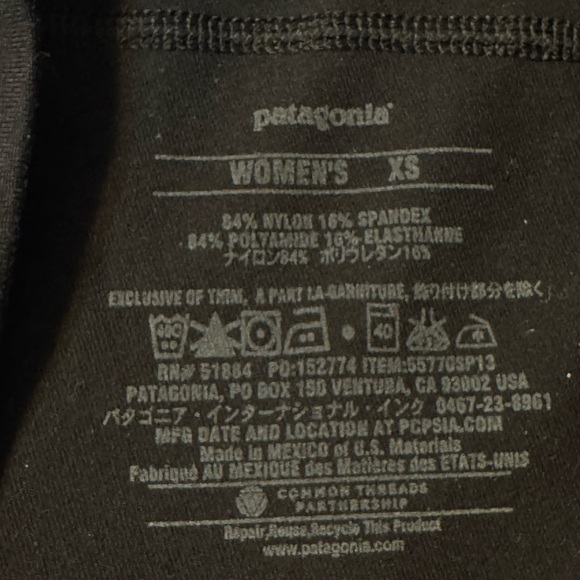 patagonia®
WOMEN'S XS
84% NYLON 16% SPANDEX
84% POLYAMIDE 16% ELASTHANNE
ナイロン84% ポリウレタン16%
EXCLUSIVE OF TRIM, A PART LA GARNITURE, 飾り付け部分を除く
40C 40
RN# 51884 PO:152774 ITEM:55770SP13
PATAGONIA, PO BOX 150 VENTURA, CA 93002 USA
パタゴニア・インターナショナル・インク 0467-23-8961
MFG DATE AND LOCATION AT PCPSIA.COM
Made in MEXICO of U.S. Materials
Fabriqué AU MEXIQUE des Matières des ÉTATS-UNIS
COMMON THREADS
PARTNERSHIP
Repair,Reuse,Recycle This Product
www.patagonia.com